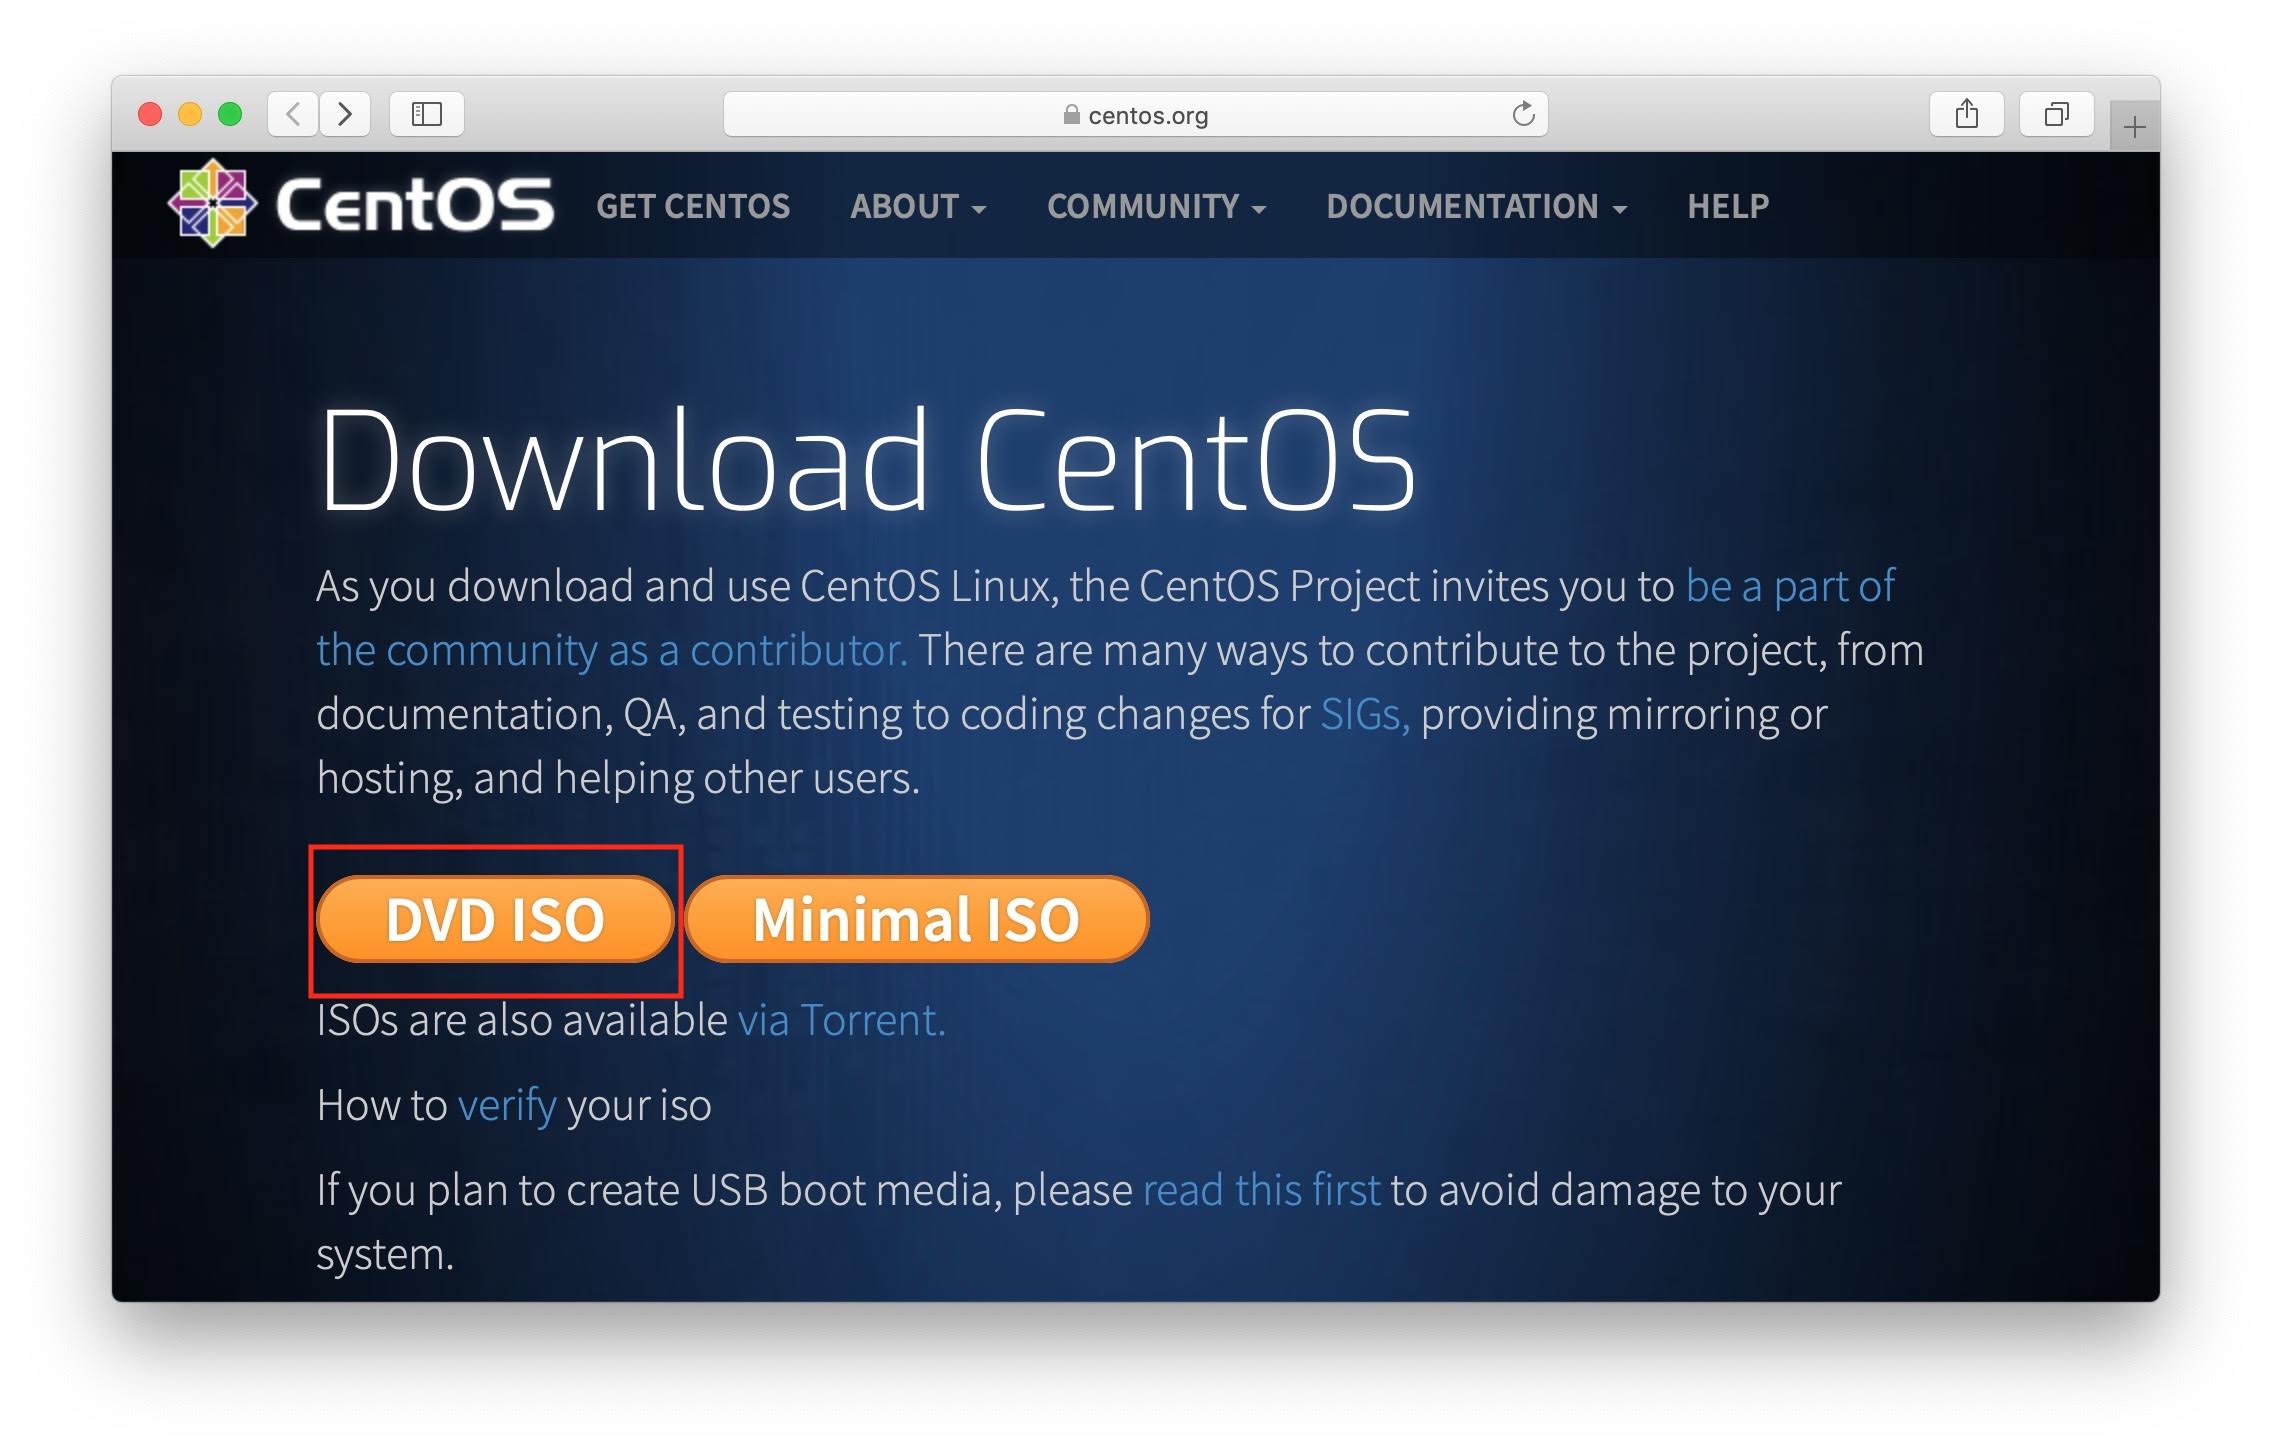 centos.org
CentOS GET CENTOS ABOUT COMMUNITY DOCUMENTATION HELP
Download CentOS
As you download and use CentOS Linux, the CentOS Project invites you to be a part of
the community as a contributor. There are many ways to contribute to the project, from
documentation, QA, and testing to coding changes for SIGs, providing mirroring or
hosting, and helping other users.
DVD ISO Minimal ISO
ISOs are also available via Torrent.
How to verify your iso
If you plan to create USB boot media, please read this first to avoid damage to your
system.